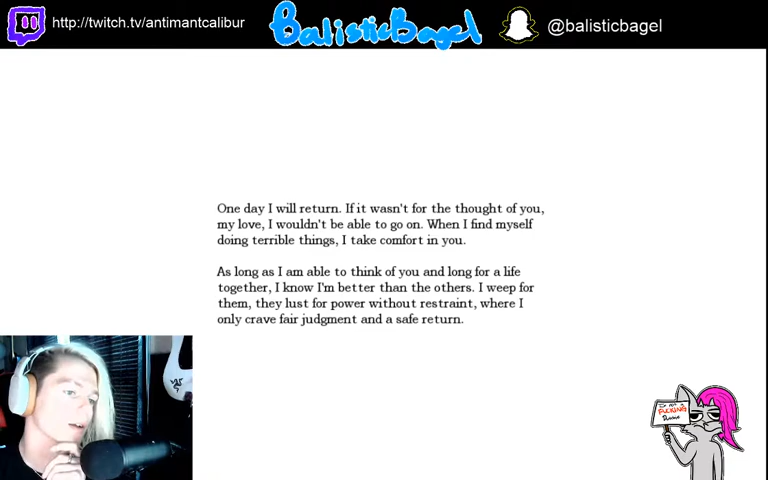 http://twitch.tv/antimantcalibur
BalisticBagel
@balisticbagel
One day I will return. If it wasn't for the thought of you,
my love, I wouldn't be able to go on. When I find myself
doing terrible things, I take comfort in you.
As long as I am able to think of you and long for a life
together, I know I'm better than the others. I weep for
them, they lust for power without restraint, where I
only crave fair judgment and a safe return.
FUCKING